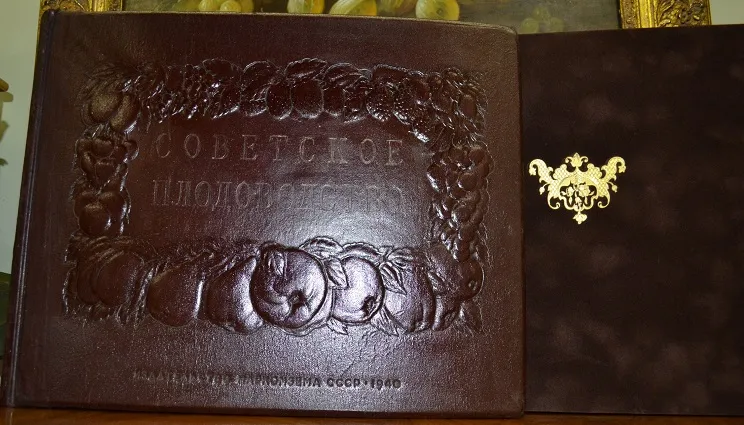 СОВЕТСКОЕ
ПЛОДОВОДСТВО
ИЗДАТЕЛЬСТВО НАРКОМЗЕМА СССР • 1940